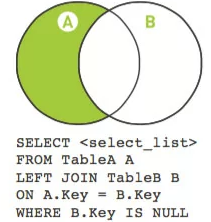 A B
SELECT <select_list>
FROM TableA A
LEFT JOIN TableB B
ON A.Key = B.Key
WHERE B.Key IS NULL